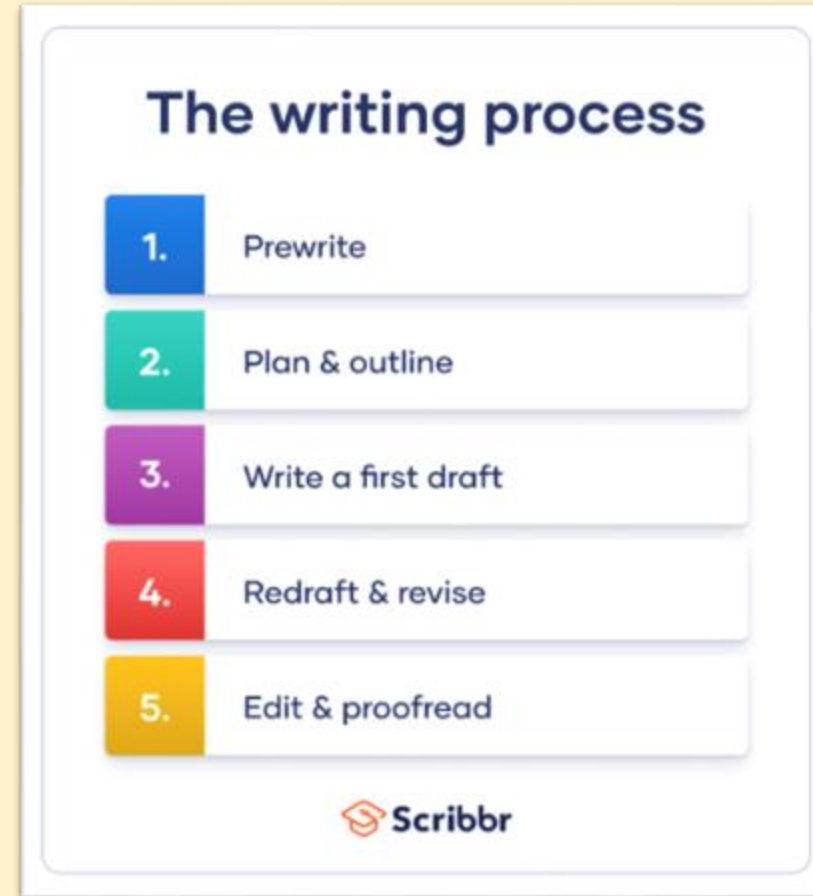 The writing process
1. Prewrite
2. Plan & outline
3. Write a first draft
4. Redraft & revise
5. Edit & proofread
Scribbr